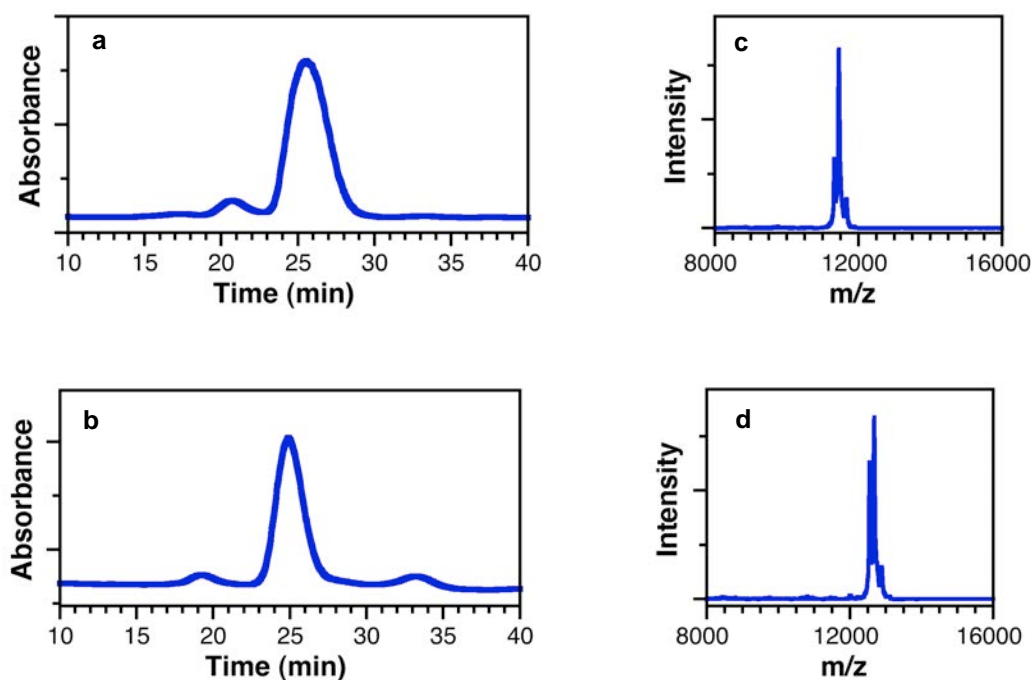 a
Absorbance
10 15 20 25 30 35 40
Time (min)
c
Intensity
8000 12000 16000
m/z
b
Absorbance
10 15 20 25 30 35 40
Time (min)
d
Intensity
8000 12000 16000
m/z